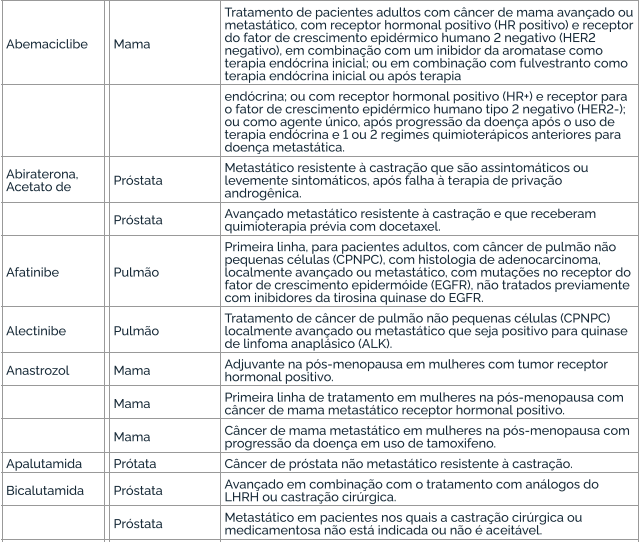 Abemaciclibe
Mama
Tratamento de pacientes adultos com câncer de mama avançado ou
metastático, com receptor hormonal positivo (HR positivo) e receptor
do fator de crescimento epidérmico humano 2 negativo (HER2
negativo), em combinação com um inibidor da aromatase como
terapia endócrina inicial; ou em combinação com fulvestranto como
terapia endócrina inicial ou após terapia
endócrina; ou com receptor hormonal positivo (HR+) e receptor para
o fator de crescimento epidérmico humano tipo 2 negativo (HER2-);
ou como agente único, após progressão da doença após o uso de
terapia endócrina e 1 ou 2 regimes quimioterápicos anteriores para
doença metastática.
Abiraterona,
Acetato de
Próstata
Metastático resistente à castração que são assintomáticos ou
levemente sintomáticos, após falha à terapia de privação
androgênica.
Próstata
Avançado metastático resistente à castração e que receberam
quimioterapia prévia com docetaxel.
Afatinibe
Pulmão
Primeira linha, para pacientes adultos, com câncer de pulmão não
pequenas células (CPNPC), com histologia de adenocarcinoma,
localmente avançado ou metastático, com mutações no receptor do
fator de crescimento epidermóide (EGFR), não tratados previamente
com inibidores da tirosina quinase do EGFR.
Alectinibe
Pulmão
Tratamento de câncer de pulmão não pequenas células (CPNPC)
localmente avançado ou metastático que seja positivo para quinase
de linfoma anaplásico (ALK).
Anastrozol
Mama
Adjuvante na pós-menopausa em mulheres com tumor receptor
hormonal positivo.
Mama
Primeira linha de tratamento em mulheres na pós-menopausa com
câncer de mama metastático receptor hormonal positivo.
Mama
Câncer de mama metastático em mulheres na pós-menopausa com
progressão da doença em uso de tamoxifeno.
Apalutamida
Prótata
Câncer de próstata não metastático resistente à castração.
Bicalutamida
Próstata
Avançado em combinação com o tratamento com análogos do
LHRH ou castração cirúrgica.
Próstata
Metastático em pacientes nos quais a castração cirúrgica ou
medicamentosa não está indicada ou não é aceitável.